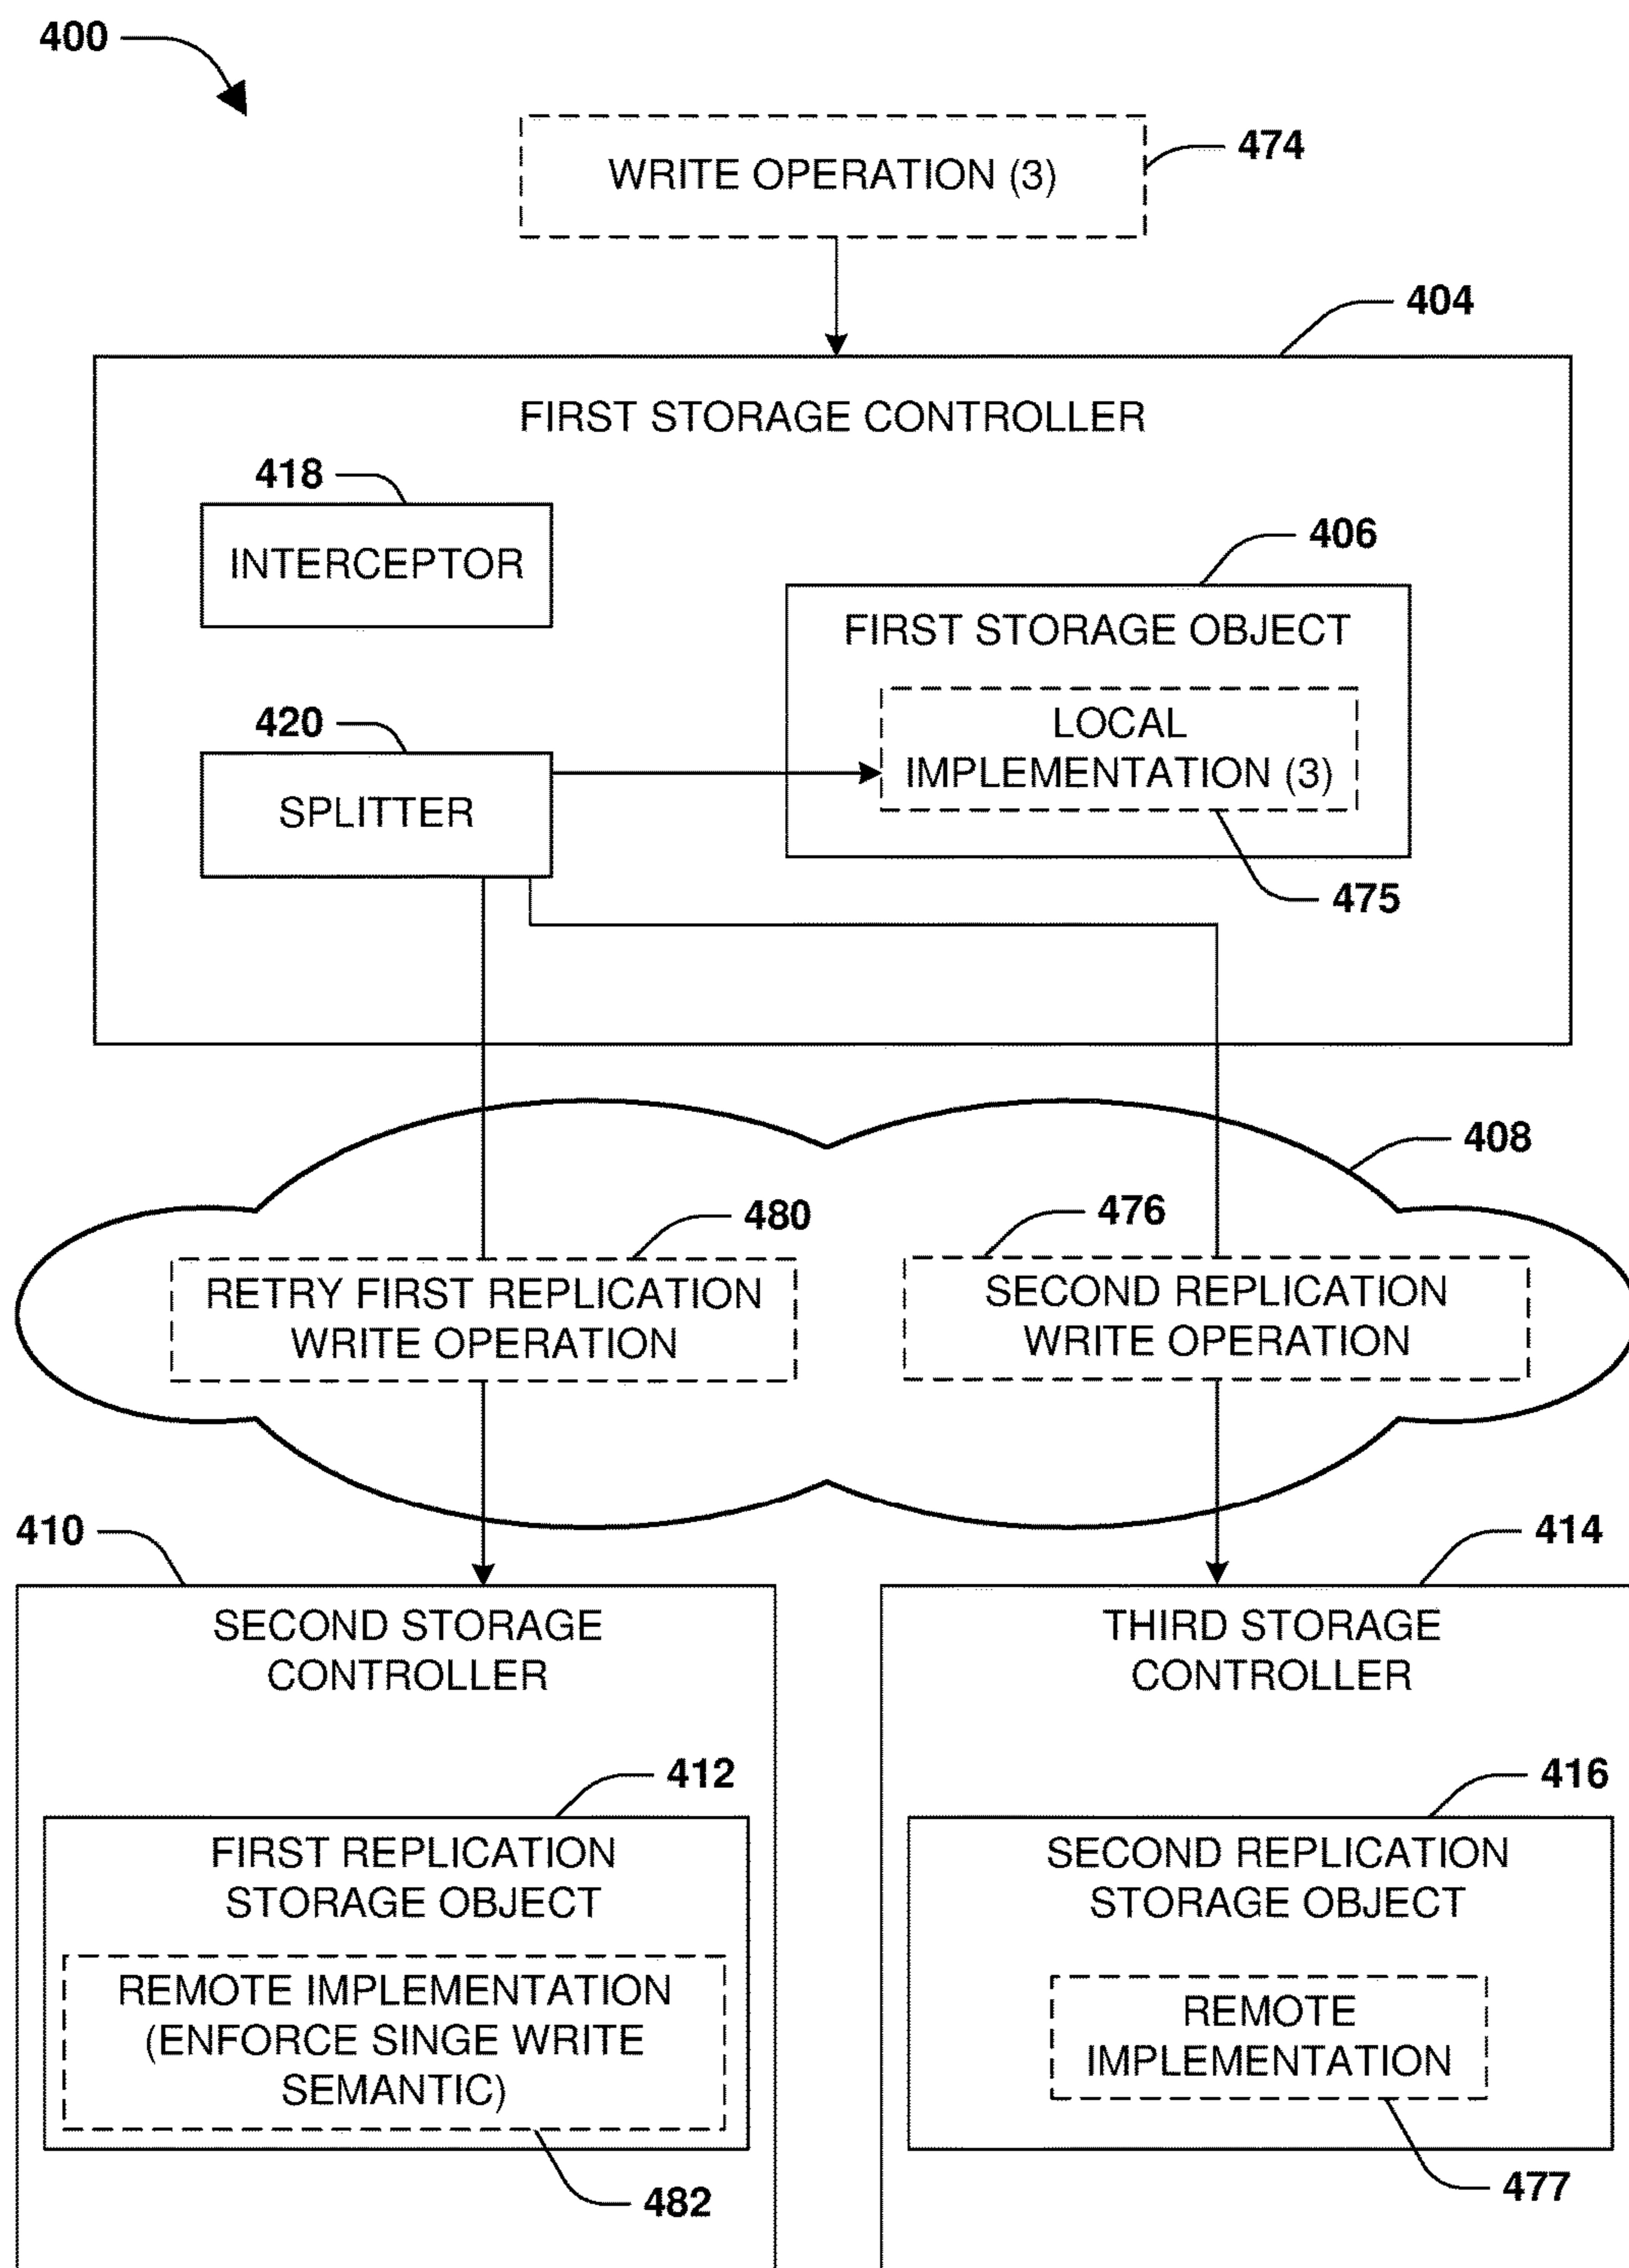 400
WRITE OPERATION (3)
474
404
FIRST STORAGE CONTROLLER
418
INTERCEPTOR
406
FIRST STORAGE OBJECT
420
SPLITTER
LOCAL
IMPLEMENTATION (3)
475
408
480
476
RETRY FIRST REPLICATION
WRITE OPERATION
SECOND REPLICATION
WRITE OPERATION
410
414
SECOND STORAGE
CONTROLLER
THIRD STORAGE
CONTROLLER
412
416
FIRST REPLICATION
STORAGE OBJECT
SECOND REPLICATION
STORAGE OBJECT
REMOTE IMPLEMENTATION
(ENFORCE SINGE WRITE
SEMANTIC)
REMOTE
IMPLEMENTATION
482
477